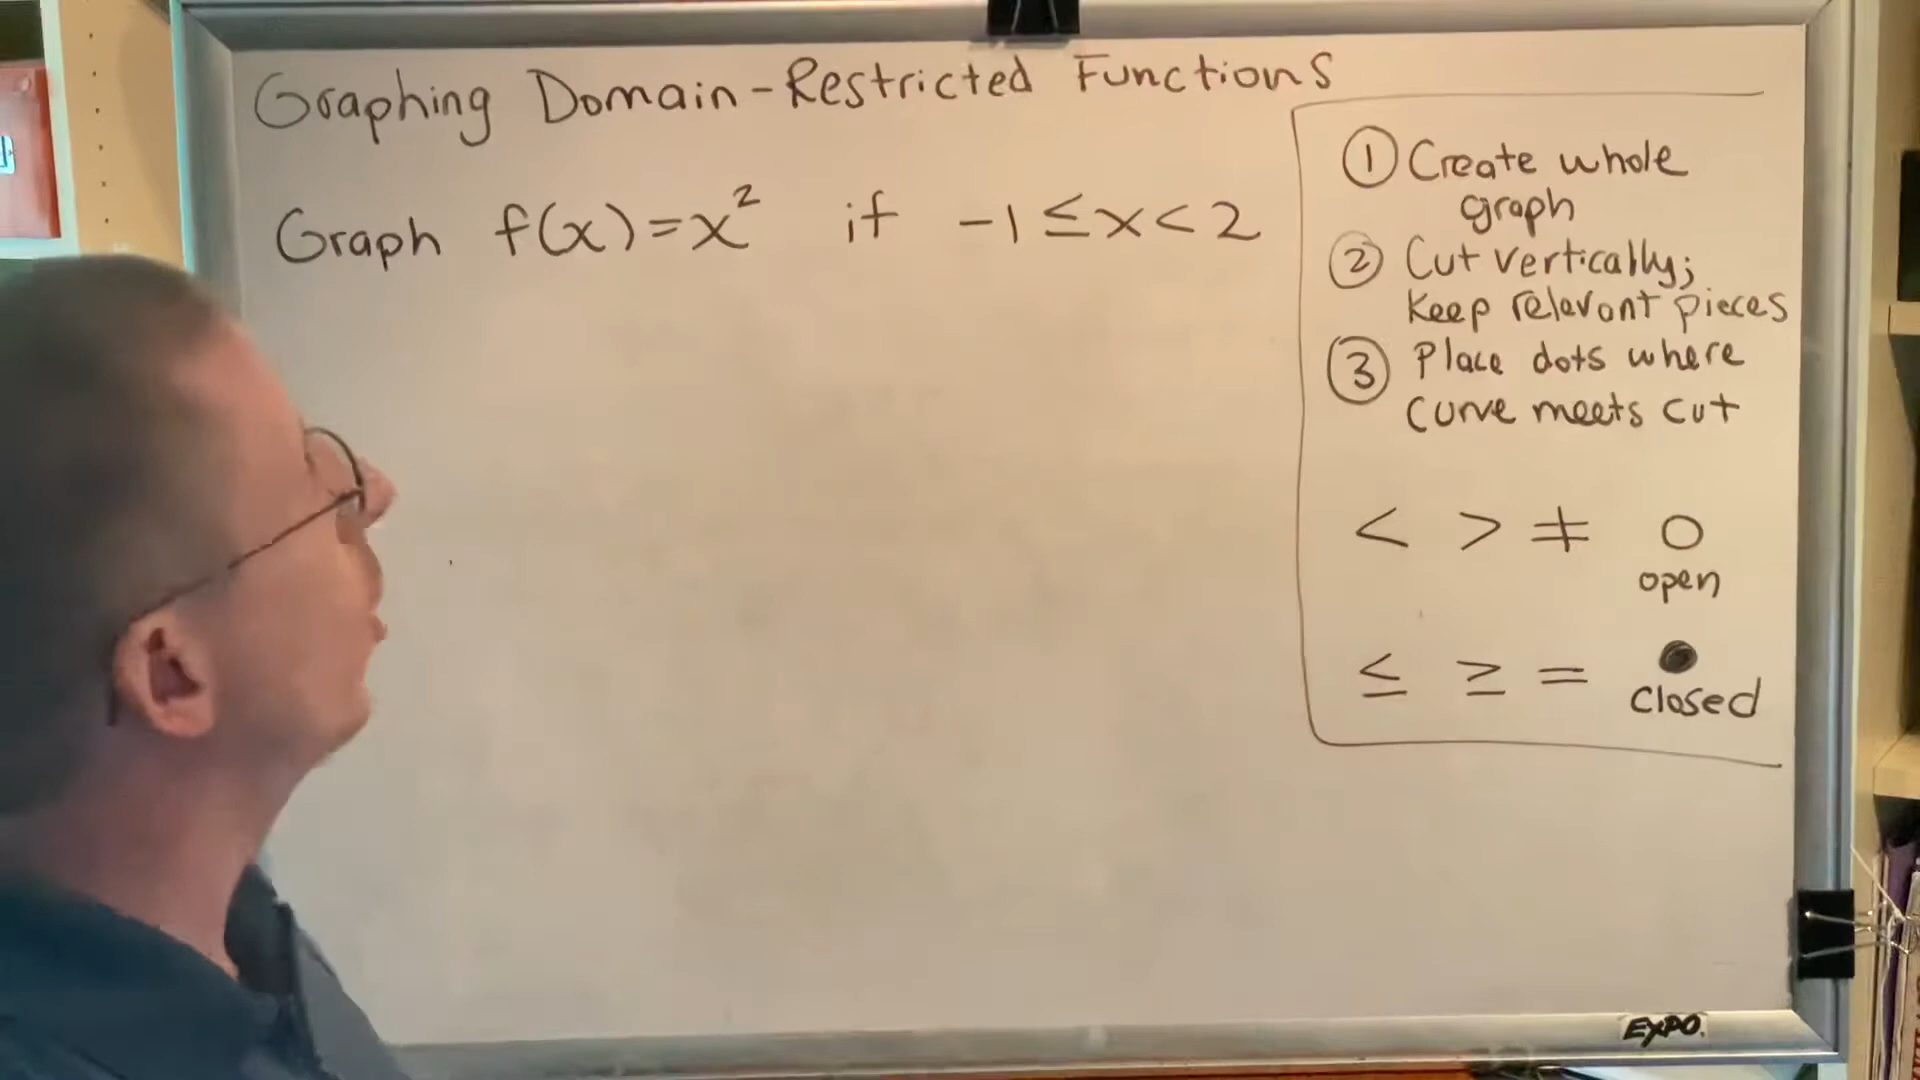 Graphing Domain-Restricted Functions
Graph f(x)=x² if -1≤x<2
① Create whole
graph
② Cut vertically;
keep relevant pieces
③ Place dots where
curve meets cut
< > ≠ O
open
≤ ≥ = ●
closed
EXPO.